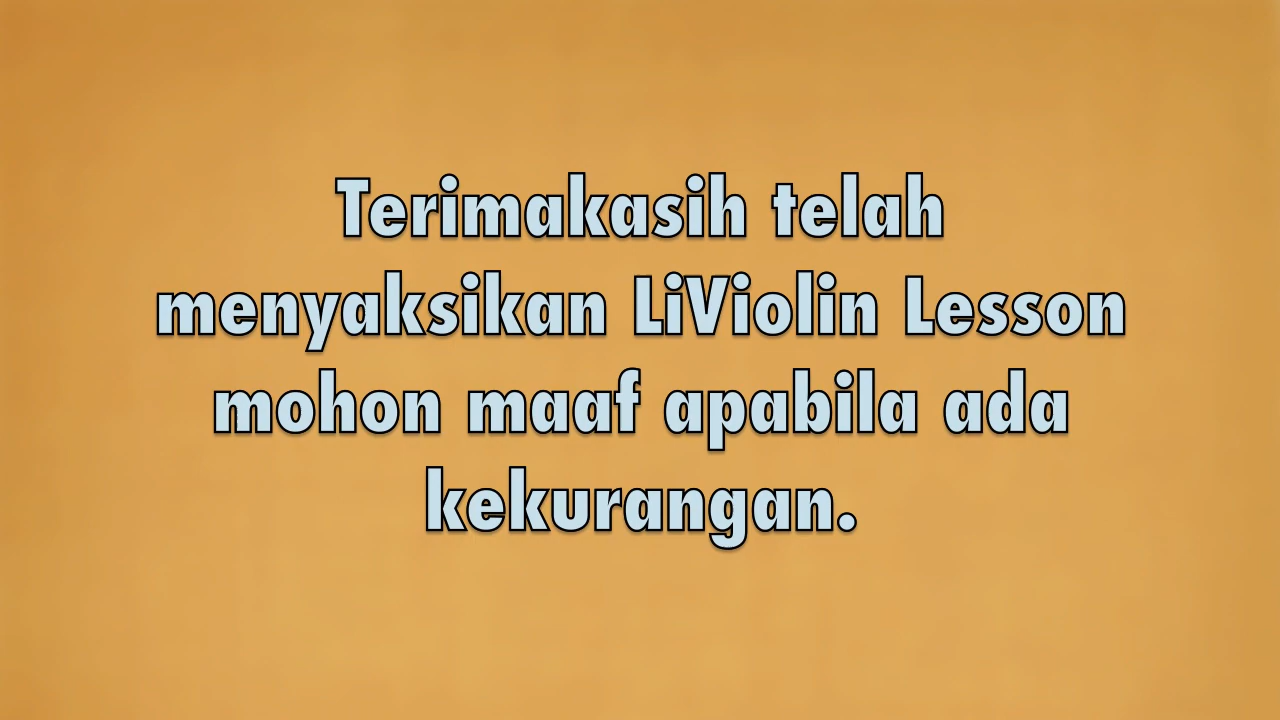 Terimakasih telah
menyaksikan LiViolin Lesson
mohon maaf apabila ada
kekurangan.